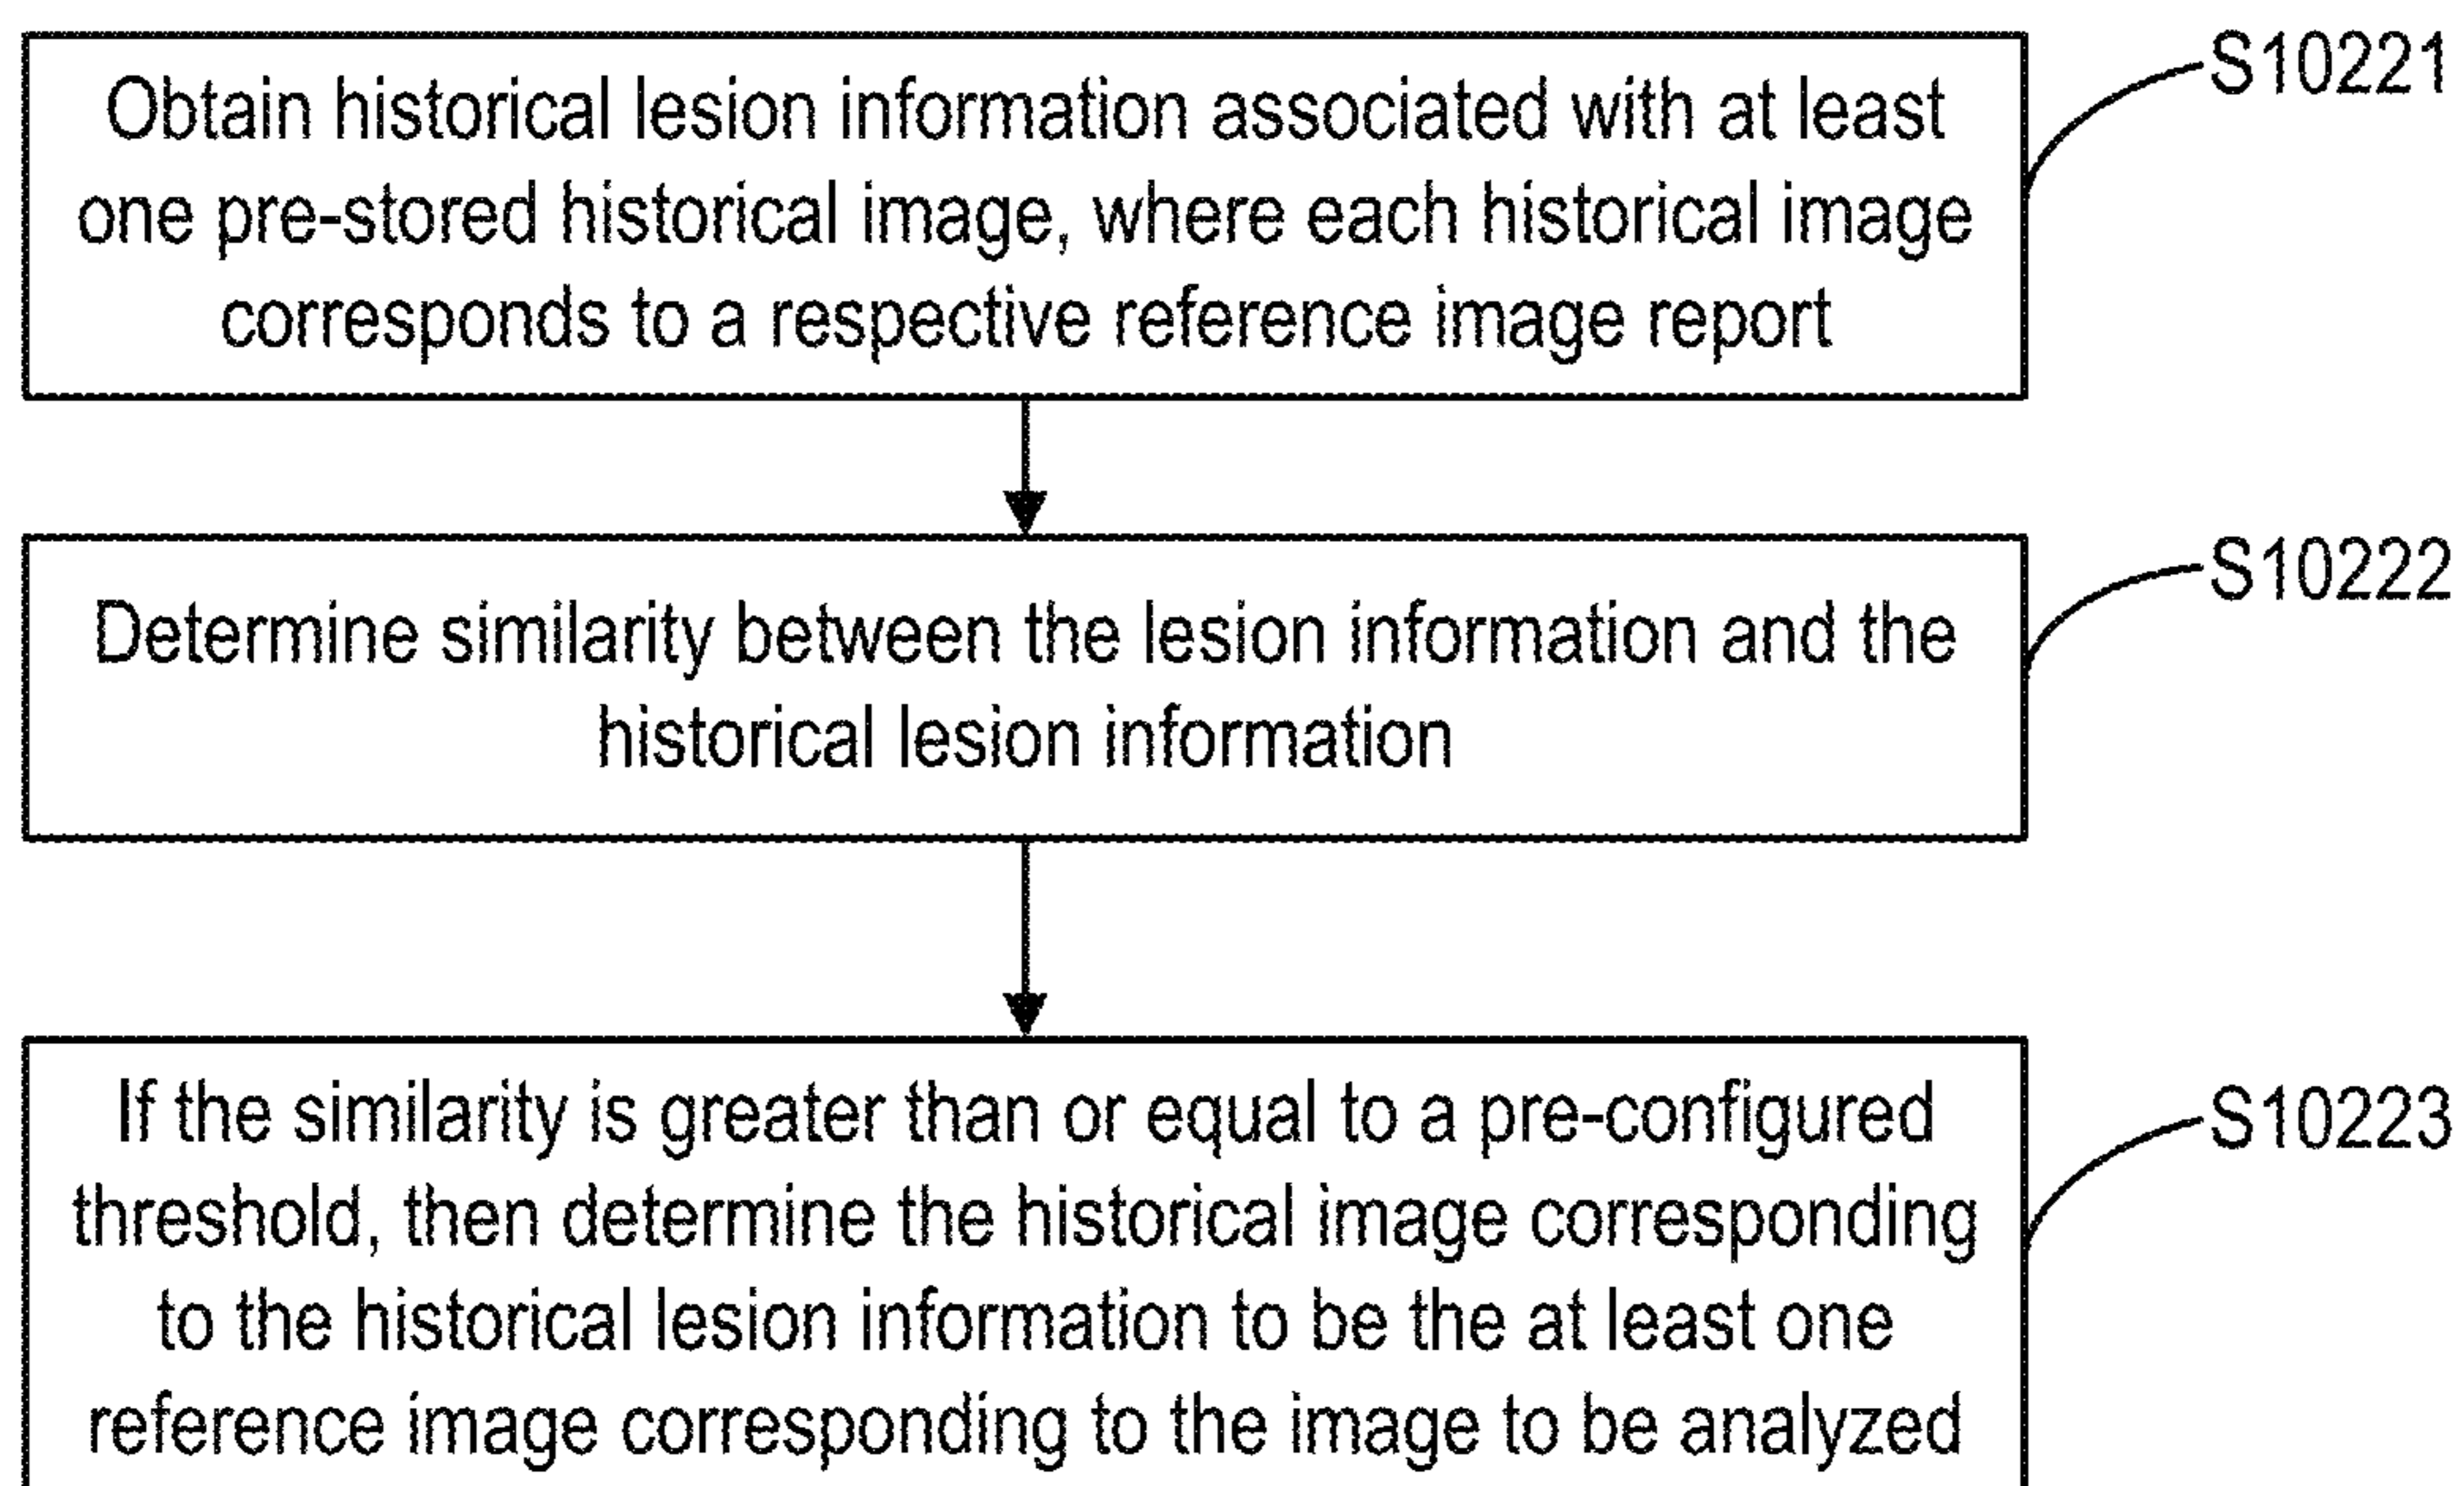 Obtain historical lesion information associated with at least
one pre-stored historical image, where each historical image
corresponds to a respective reference image report
S10221
Determine similarity between the lesion information and the
historical lesion information
S10222
If the similarity is greater than or equal to a pre-configured
threshold, then determine the historical image corresponding
to the historical lesion information to be the at least one
reference image corresponding to the image to be analyzed
S10223